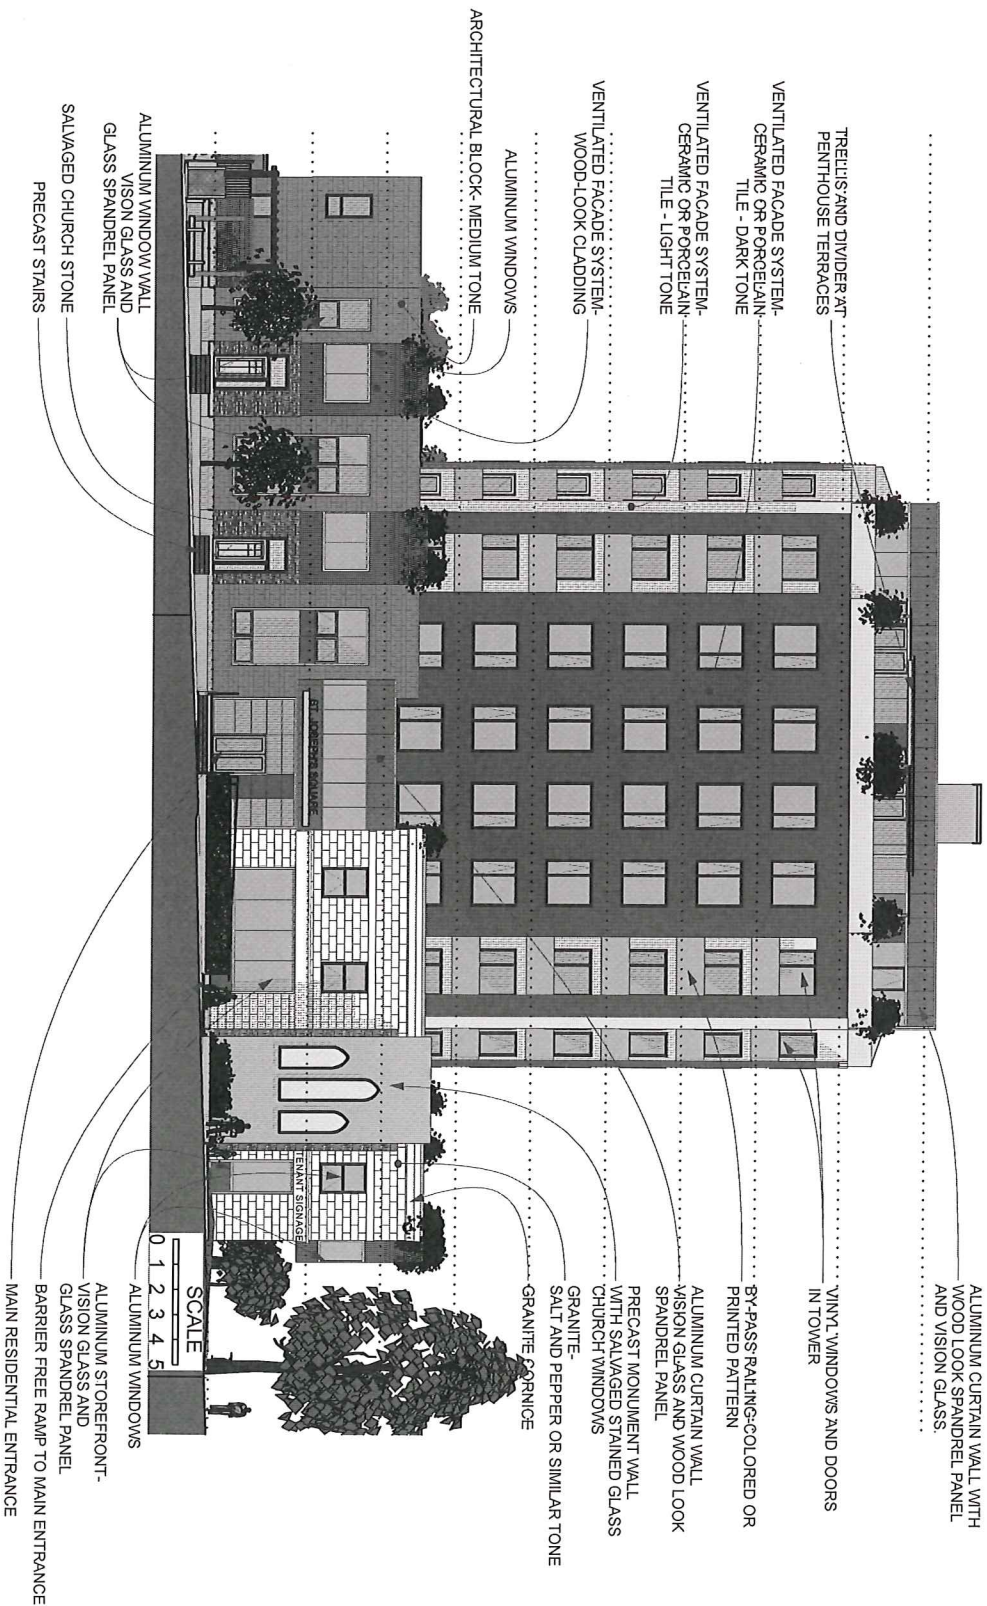 TRELLIS AND DIVIDER AT
PENTHOUSE TERRACES
VENTILATED FACADE SYSTEM-
CERAMIC OR PORCELAIN
TILE - DARK TONE
VENTILATED FACADE SYSTEM-
CERAMIC OR PORCELAIN
TILE - LIGHT TONE
VENTILATED FACADE SYSTEM-
WOOD-LOOK CLADDING
ALUMINUM WINDOWS
ARCHITECTURAL BLOCK- MEDIUM TONE
ALUMINUM WINDOW WALL
VISON GLASS AND
GLASS SPANDREL PANEL
SALVAGED CHURCH STONE
PRECAST STAIRS
ST. JOSEPH'S SQUARE
TENANT SIGNAGE
ALUMINUM CURTAIN WALL WITH
WOOD LOOK SPANDREL PANEL
AND VISION GLASS.
VINYL WINDOWS AND DOORS
IN TOWER
BY-PASS RAILING-COLORED OR
PRINTED PATTERN
ALUMINUM CURTAIN WALL
VISION GLASS AND WOOD LOOK
SPANDREL PANEL
PRECAST MONUMENT WALL
WITH SALVAGED STAINED GLASS
CHURCH WINDOWS
GRANITE-
SALT AND PEPPER OR SIMILAR TONE
GRANITE CORNICE
SCALE
0 1 2 3 4 5
ALUMINUM WINDOWS
ALUMINUM STOREFRONT-
VISION GLASS AND
GLASS SPANDREL PANEL
BARRIER FREE RAMP TO MAIN ENTRANCE
MAIN RESIDENTIAL ENTRANCE